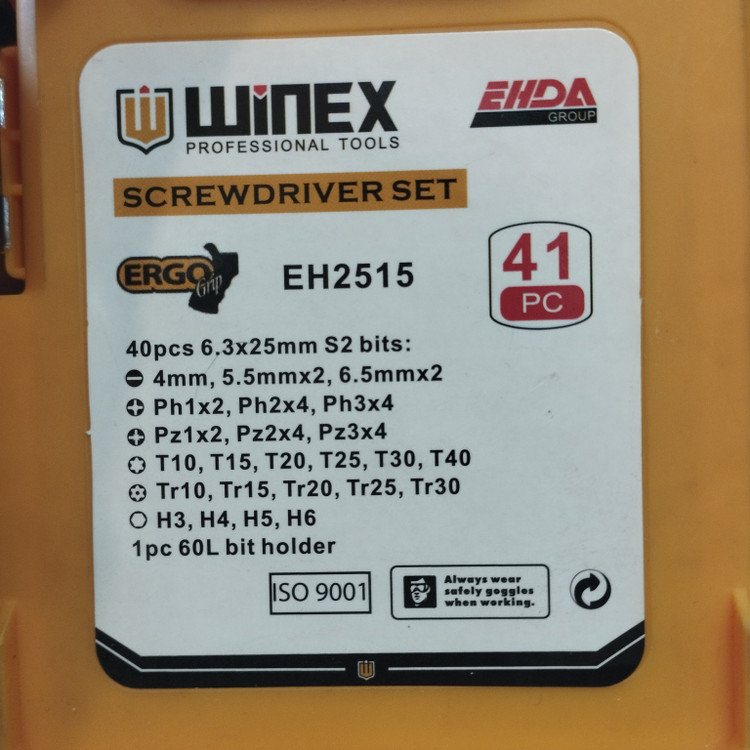 WINEX
PROFESSIONAL TOOLS
EHDA
GROUP
SCREWDRIVER SET
ERGO
Grip
EH2515
41
PC
40pcs 6.3x25mm S2 bits:
4mm, 5.5mmx2, 6.5mmx2
Ph1x2, Ph2x4, Ph3x4
Pz1x2, Pz2x4, Pz3x4
T10, T15, T20, T25, T30, T40
Tr10, Tr15, Tr20, Tr25, Tr30
H3, H4, H5, H6
1pc 60L bit holder
ISO 9001
Always wear
safely goggles
when working.